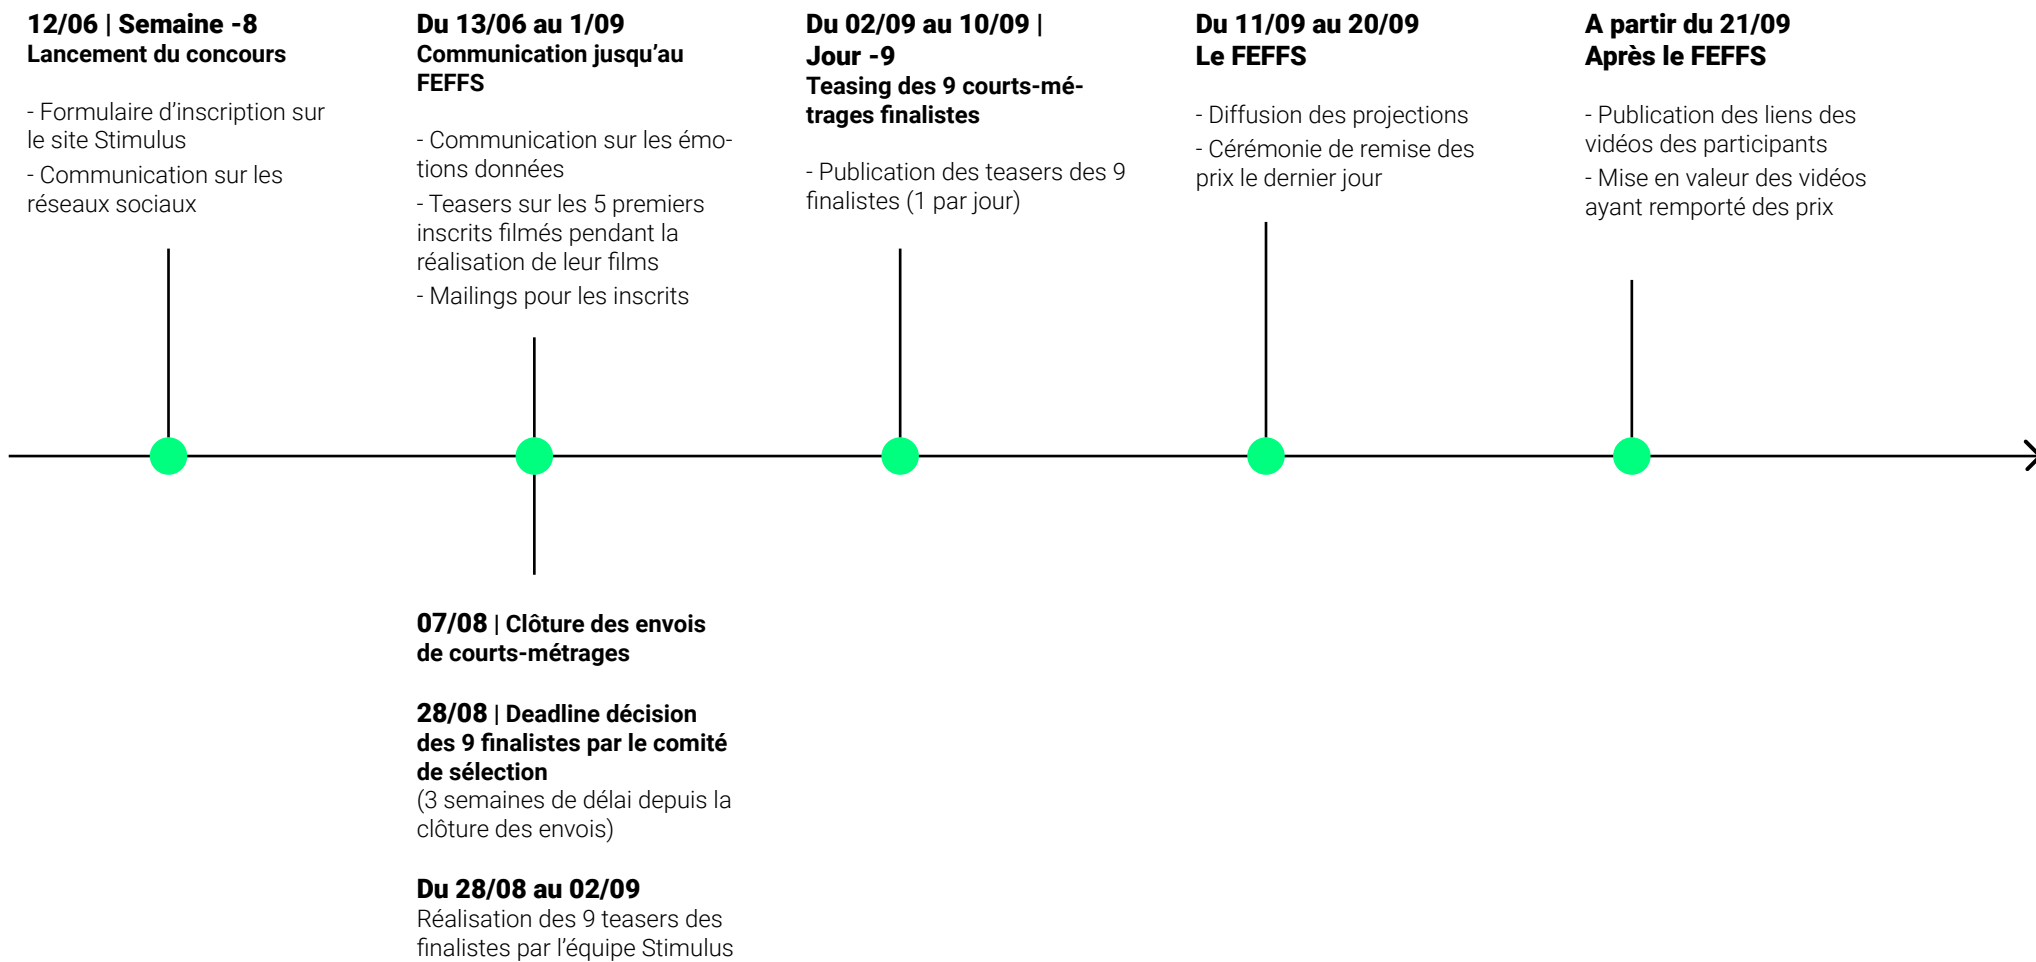 12/06 | Semaine -8
Lancement du concours
- Formulaire d'inscription sur
le site Stimulus
- Communication sur les
réseaux sociaux
Du 13/06 au 1/09
Communication jusqu'au
FEFFS
- Communication sur les émo-
tions données
- Teasers sur les 5 premiers
inscrits filmés pendant la
réalisation de leur films
- Mailings pour les inscrits
Du 02/09 au 10/09 |
Jour -9
Teasing des 9 courts-mé-
trages finalistes
- Publication des teasers des 9
finalistes (1 par jour)
Du 11/09 au 20/09
Le FEFFS
- Diffusion des projections
- Cérémonie de remise des
prix le dernier jour
A partir du 21/09
Après le FEFFS
- Publication des liens des
vidéos des participants
- Mise en valeur des vidéos
ayant remporté des prix
07/08 | Clôture des envois
de courts-métrages
28/08 | Deadline décision
des 9 finalistes par le comité
de sélection
(3 semaines de délai depuis la
clôture des envois)
Du 28/08 au 02/09
Réalisation des 9 teasers des
finalistes par l'équipe Stimulus